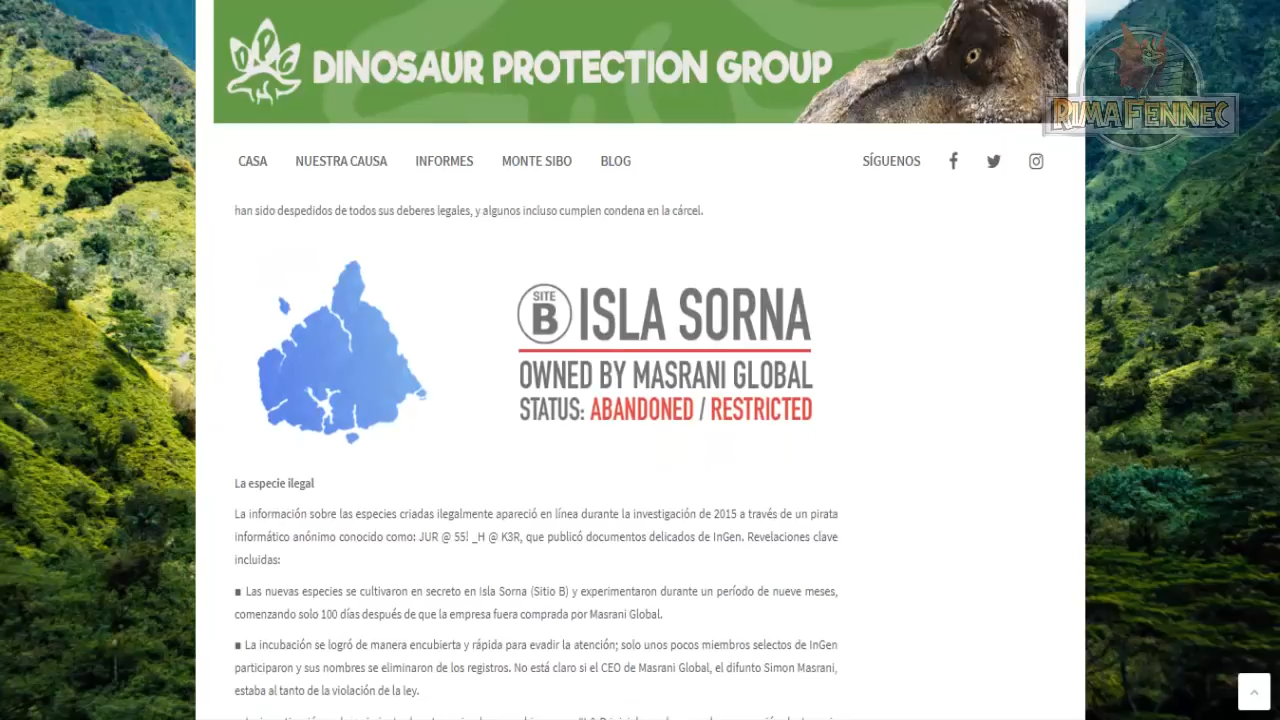 DINOSAUR PROTECTION GROUP
DPG
RIMA FENNEC
CASA NUESTRA CAUSA INFORMES MONTE SIBO BLOG SÍGUENOS
han sido despedidos de todos sus deberes legales, y algunos incluso cumplen condena en la cárcel.
SITE B ISLA SORNA
OWNED BY MASRANI GLOBAL
STATUS: ABANDONED / RESTRICTED
La especie ilegal
La información sobre las especies criadas ilegalmente apareció en línea durante la investigación de 2015 a través de un pirata
informático anónimo conocido como: JUR @ 55! _H @ K3R, que publicó documentos delicados de InGen. Revelaciones clave
incluidas:
■ Las nuevas especies se cultivaron en secreto en Isla Sorna (Sitio B) y experimentaron durante un período de nueve meses,
comenzando solo 100 días después de que la empresa fuera comprada por Masrani Global.
■ La incubación se logró de manera encubierta y rápida para evadir la atención; solo unos pocos miembros selectos de InGen
participaron y sus nombres se eliminaron de los registros. No está claro si el CEO de Masrani Global, el difunto Simon Masrani,
estaba al tanto de la violación de la ley.